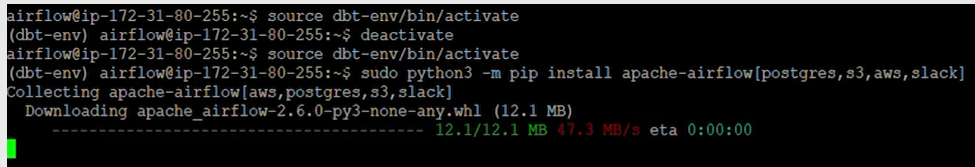 airflow@ip-172-31-80-255:~$ source dbt-env/bin/activate
(dbt-env) airflow@ip-172-31-80-255:~$ deactivate
airflow@ip-172-31-80-255:~$ source dbt-env/bin/activate
(dbt-env) airflow@ip-172-31-80-255:~$ sudo python3 -m pip install apache-airflow[postgres,s3,aws,slack]
Collecting apache-airflow[aws,postgres,s3,slack]
  Downloading apache_airflow-2.6.0-py3-none-any.whl (12.1 MB)
     ---------------------------------------- 12.1/12.1 MB 47.3 MB/s eta 0:00:00